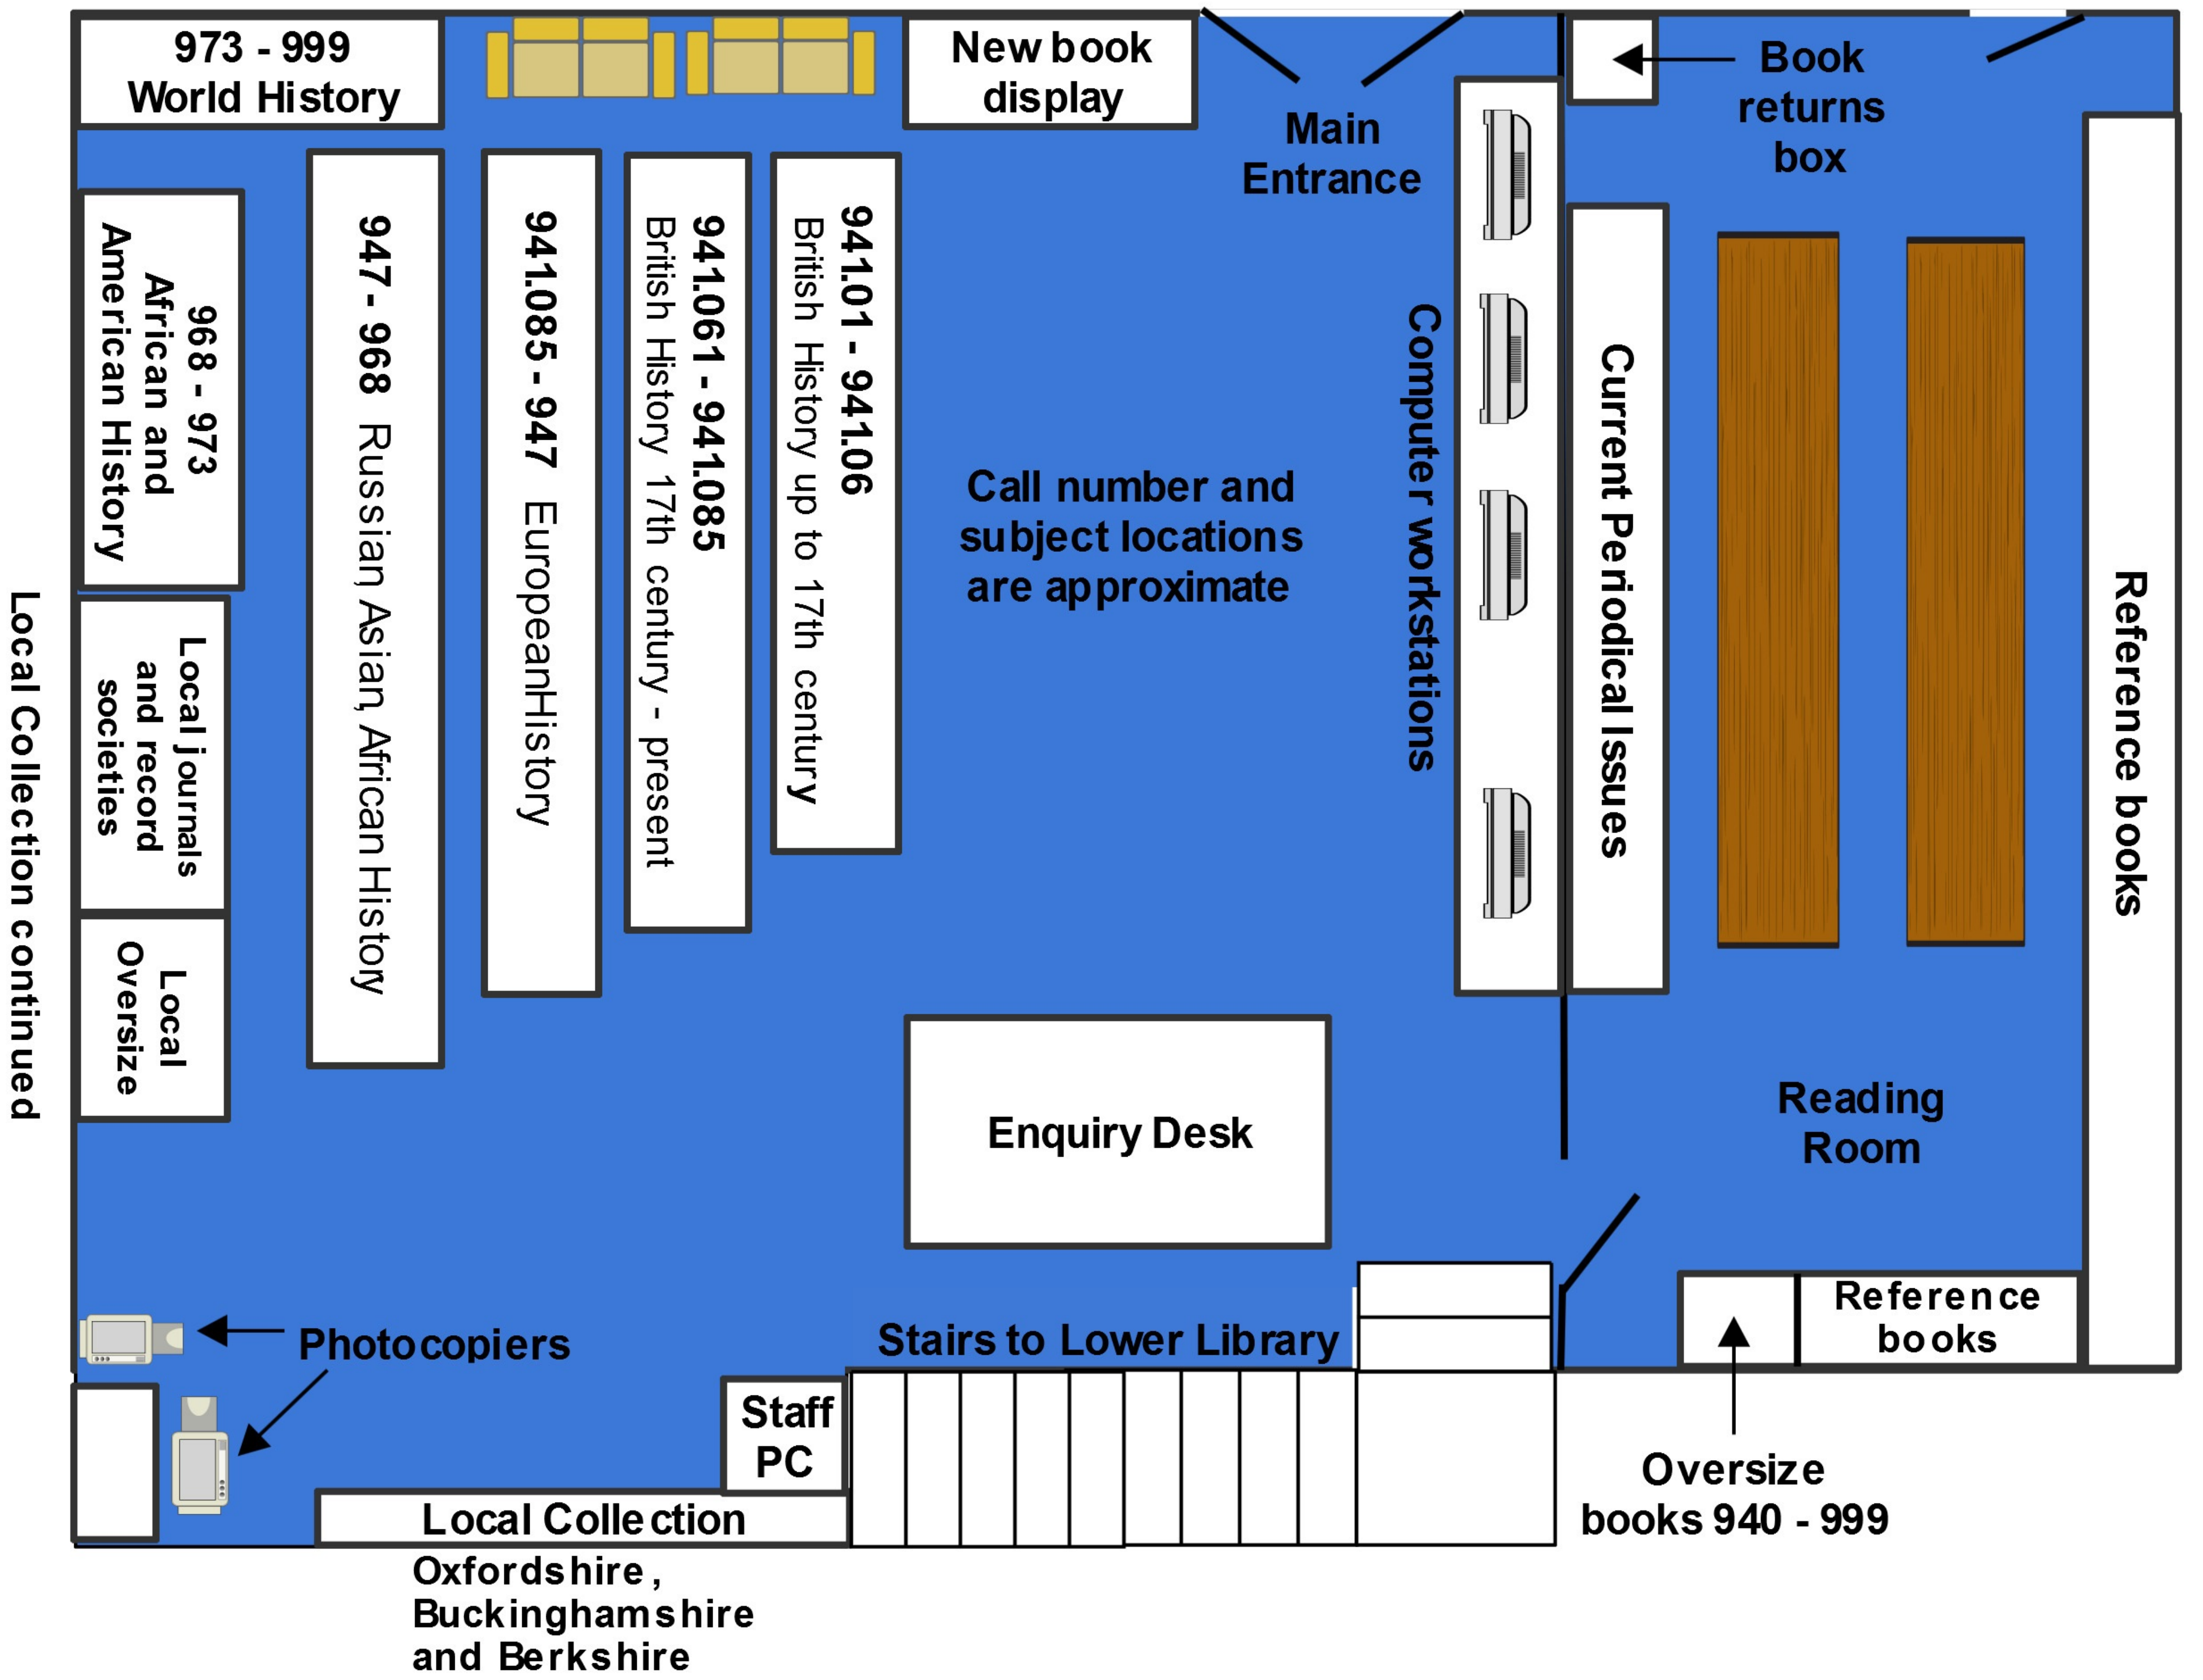 973 - 999
World History
New book
display
Main
Entrance
Book
returns
box
968 - 973
African and
American History
947 - 968 Russian, Asian, African History
941.085 - 947 European History
941.061 - 941.085
British History 17th century - present
941.01 - 941.06
British History up to 17th century
Call number and
subject locations
are approximate
Computer workstations
Current Periodical Issues
Reference books
Local Collection continued
Local journals
and record
societies
Local
Oversize
Enquiry Desk
Reading
Room
Photocopiers
Stairs to Lower Library
Reference
books
Staff
PC
Local Collection
Oversize
books 940 - 999
Oxfordshire,
Buckinghamshire
and Berkshire